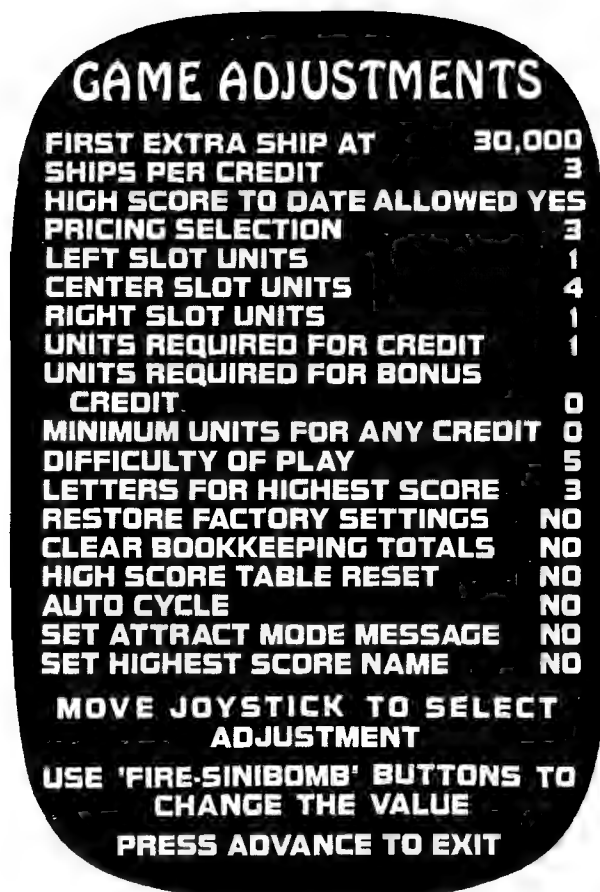 GAME ADJUSTMENTS
FIRST EXTRA SHIP AT 30,000
SHIPS PER CREDIT 3
HIGH SCORE TO DATE ALLOWED YES
PRICING SELECTION 3
LEFT SLOT UNITS 1
CENTER SLOT UNITS 4
RIGHT SLOT UNITS 1
UNITS REQUIRED FOR CREDIT 1
UNITS REQUIRED FOR BONUS
CREDIT. 0
MINIMUM UNITS FOR ANY CREDIT 0
DIFFICULTY OF PLAY 5
LETTERS FOR HIGHEST SCORE 3
RESTORE FACTORY SETTINGS NO
CLEAR BOOKKEEPING TOTALS NO
HIGH SCORE TABLE RESET NO
AUTO CYCLE NO
SET ATTRACT MODE MESSAGE NO
SET HIGHEST SCORE NAME NO
MOVE JOYSTICK TO SELECT
ADJUSTMENT
USE 'FIRE-SINIBOMB' BUTTONS TO
CHANGE THE VALUE
PRESS ADVANCE TO EXIT